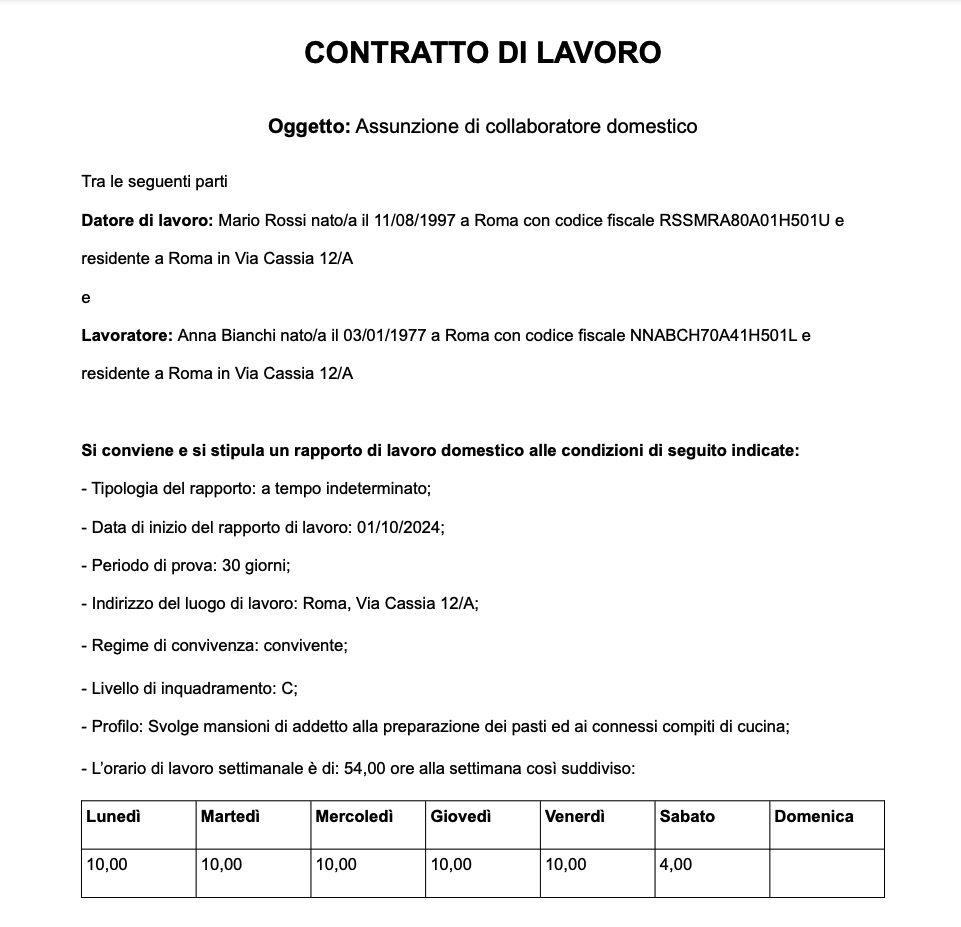 CONTRATTO DI LAVORO
Oggetto: Assunzione di collaboratore domestico
Tra le seguenti parti
Datore di lavoro: Mario Rossi nato/a il 11/08/1997 a Roma con codice fiscale RSSMRA80A01H501U e
residente a Roma in Via Cassia 12/A
e
Lavoratore: Anna Bianchi nato/a il 03/01/1977 a Roma con codice fiscale NNABCH70A41H501L e
residente a Roma in Via Cassia 12/A
Si conviene e si stipula un rapporto di lavoro domestico alle condizioni di seguito indicate:
- Tipologia del rapporto: a tempo indeterminato;
- Data di inizio del rapporto di lavoro: 01/10/2024;
- Periodo di prova: 30 giorni;
- Indirizzo del luogo di lavoro: Roma, Via Cassia 12/A;
- Regime di convivenza: convivente;
- Livello di inquadramento: C;
- Profilo: Svolge mansioni di addetto alla preparazione dei pasti ed ai connessi compiti di cucina;
- L’orario di lavoro settimanale è di: 54,00 ore alla settimana così suddiviso:
Lunedì Martedì Mercoledì Giovedì Venerdì Sabato Domenica
10,00 10,00 10,00 10,00 10,00 4,00